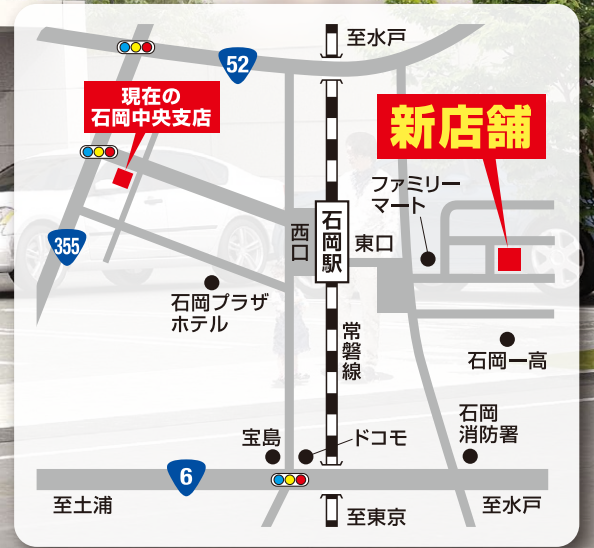 至水戸
52
現在の
石岡中央支店
新店舗
ファミリー
マート
355
西口
石岡駅
東口
石岡プラザ
ホテル
常磐線
石岡一高
石岡
消防署
宝島
ドコモ
6
至土浦
至東京
至水戸